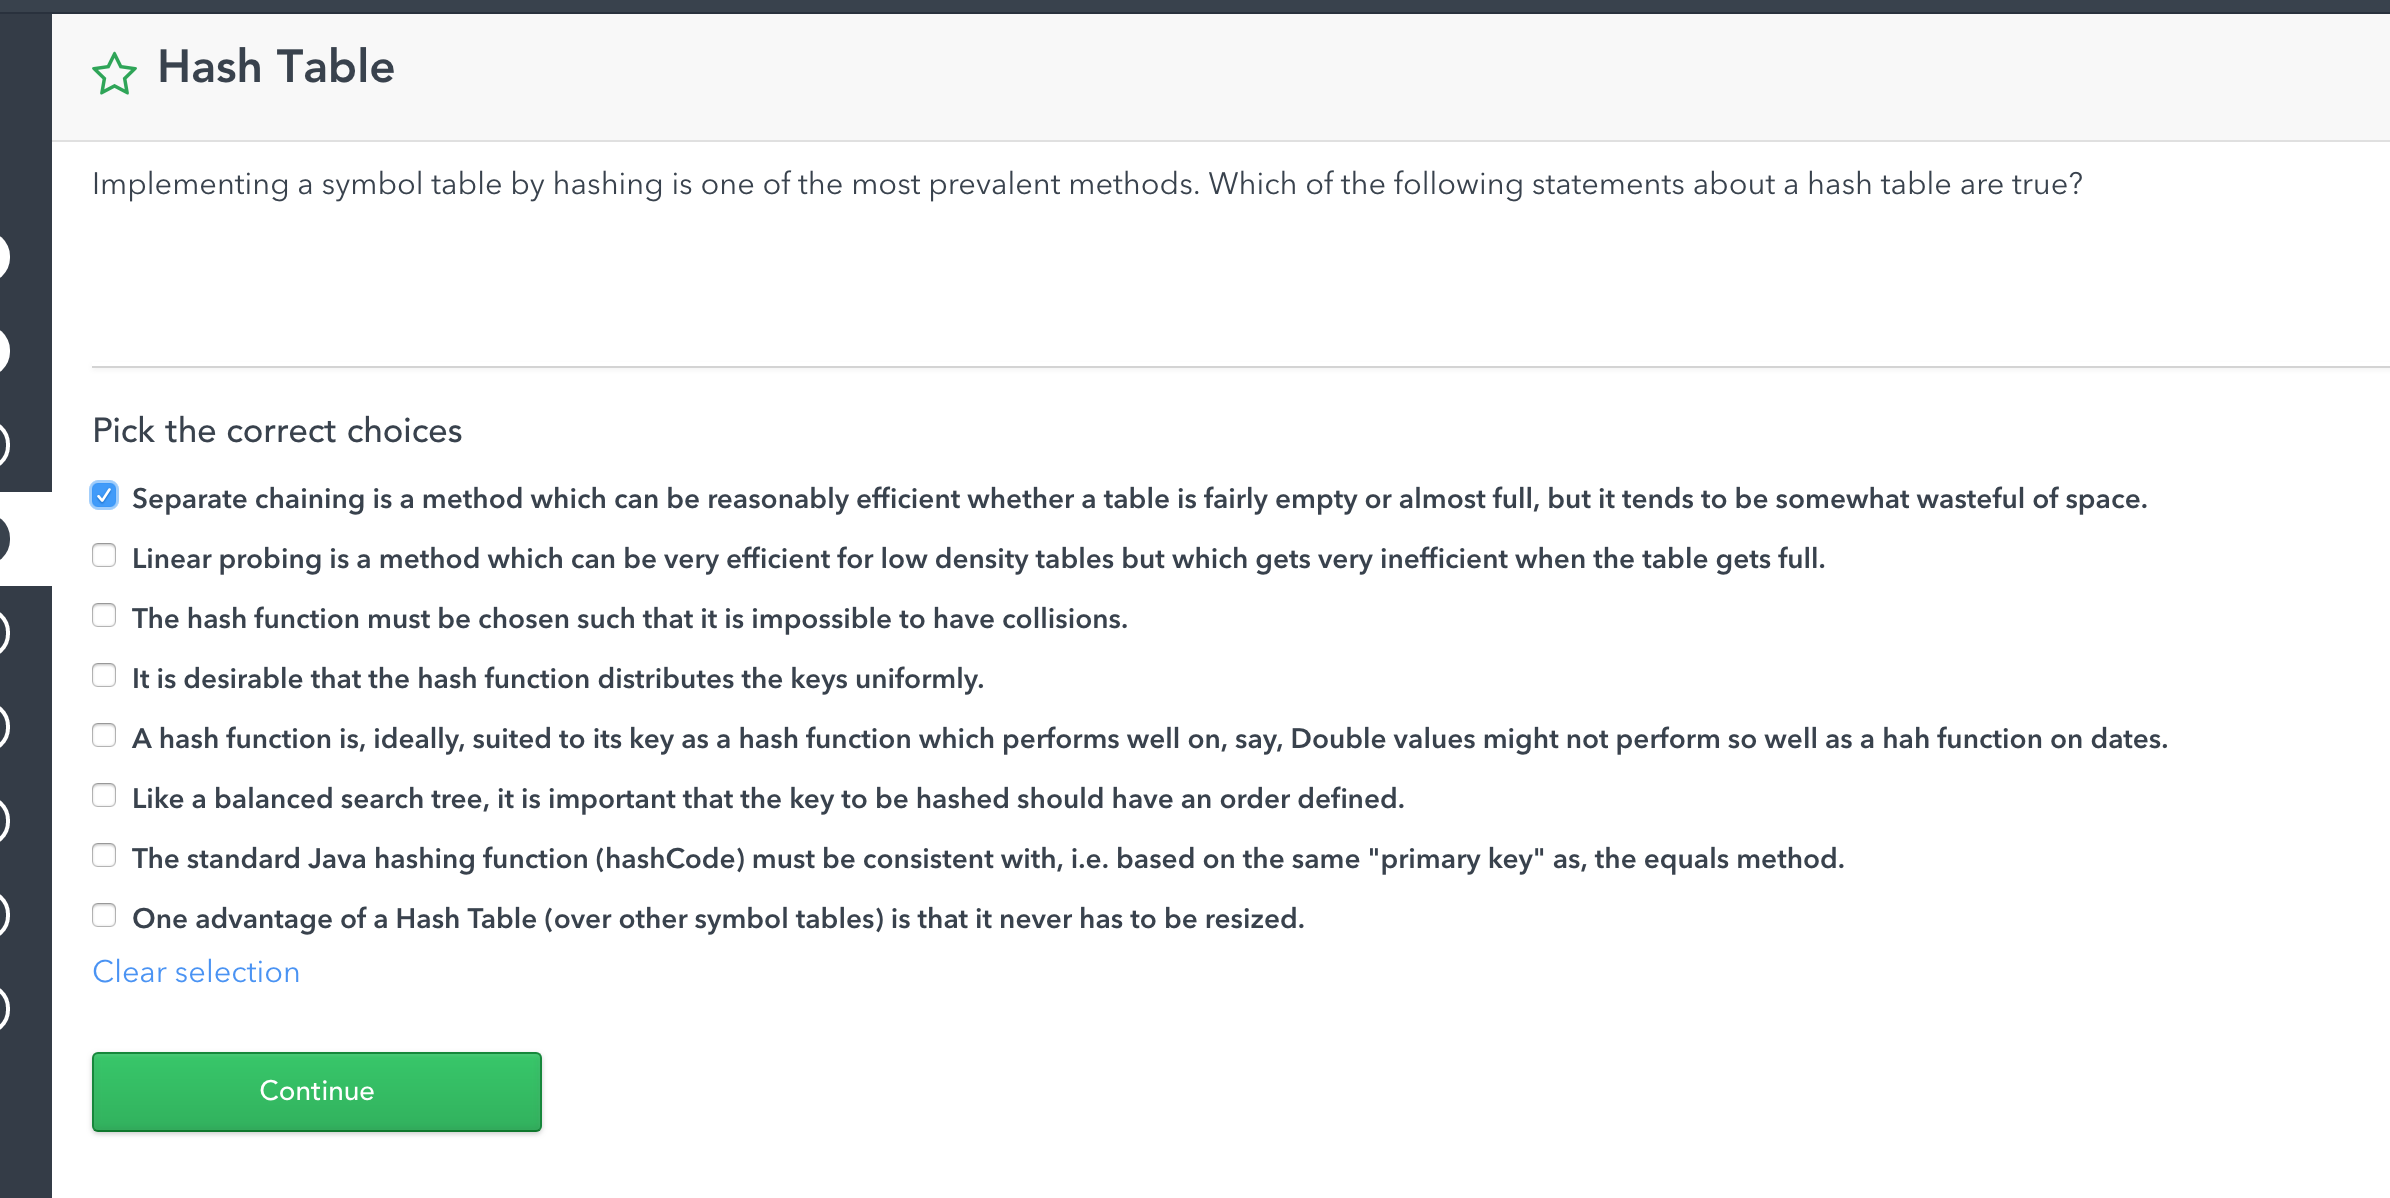 Hash Table
Implementing a symbol table by hashing is one of the most prevalent methods. Which of the following statements about a hash table are true?
Pick the correct choices
Separate chaining is a method which can be reasonably efficient whether a table is fairly empty or almost full, but it tends to be somewhat wasteful of space.
Linear probing is a method which can be very efficient for low density tables but which gets very inefficient when the table gets full.
The hash function must be chosen such that it is impossible to have collisions.
It is desirable that the hash function distributes the keys uniformly.
A hash function is, ideally, suited to its key as a hash function which performs well on, say, Double values might not perform so well as a hah function on dates.
Like a balanced search tree, it is important that the key to be hashed should have an order defined.
The standard Java hashing function (hashCode) must be consistent with, i.e. based on the same "primary key" as, the equals method.
One advantage of a Hash Table (over other symbol tables) is that it never has to be resized.
Clear selection
Continue